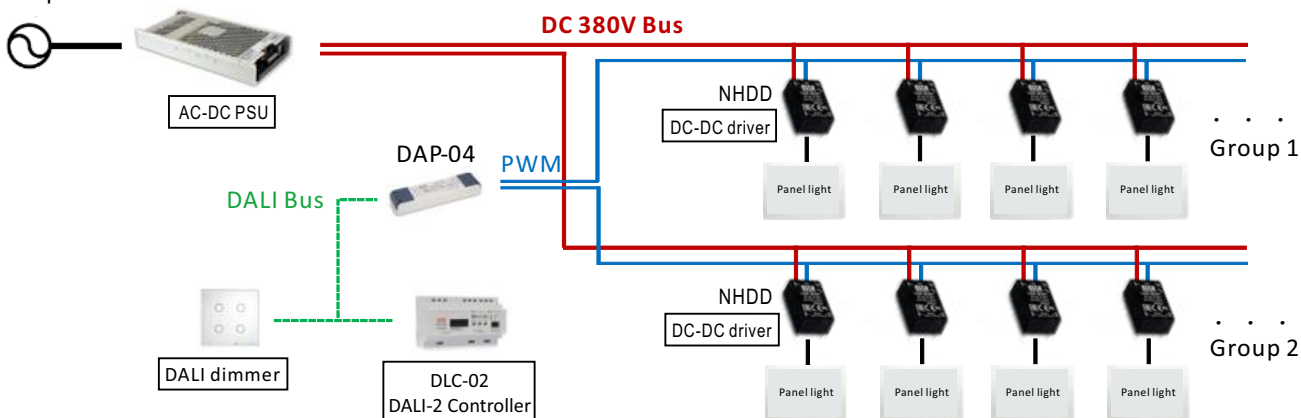 DC 380V Bus
AC-DC PSU
NHDD
DC-DC driver
. . .
Group 1
Panel light
Panel light
Panel light
Panel light
DAP-04
PWM
DALI Bus
NHDD
DC-DC driver
. . .
Group 2
Panel light
Panel light
Panel light
Panel light
DALI dimmer
DLC-02
DALI-2 Controller